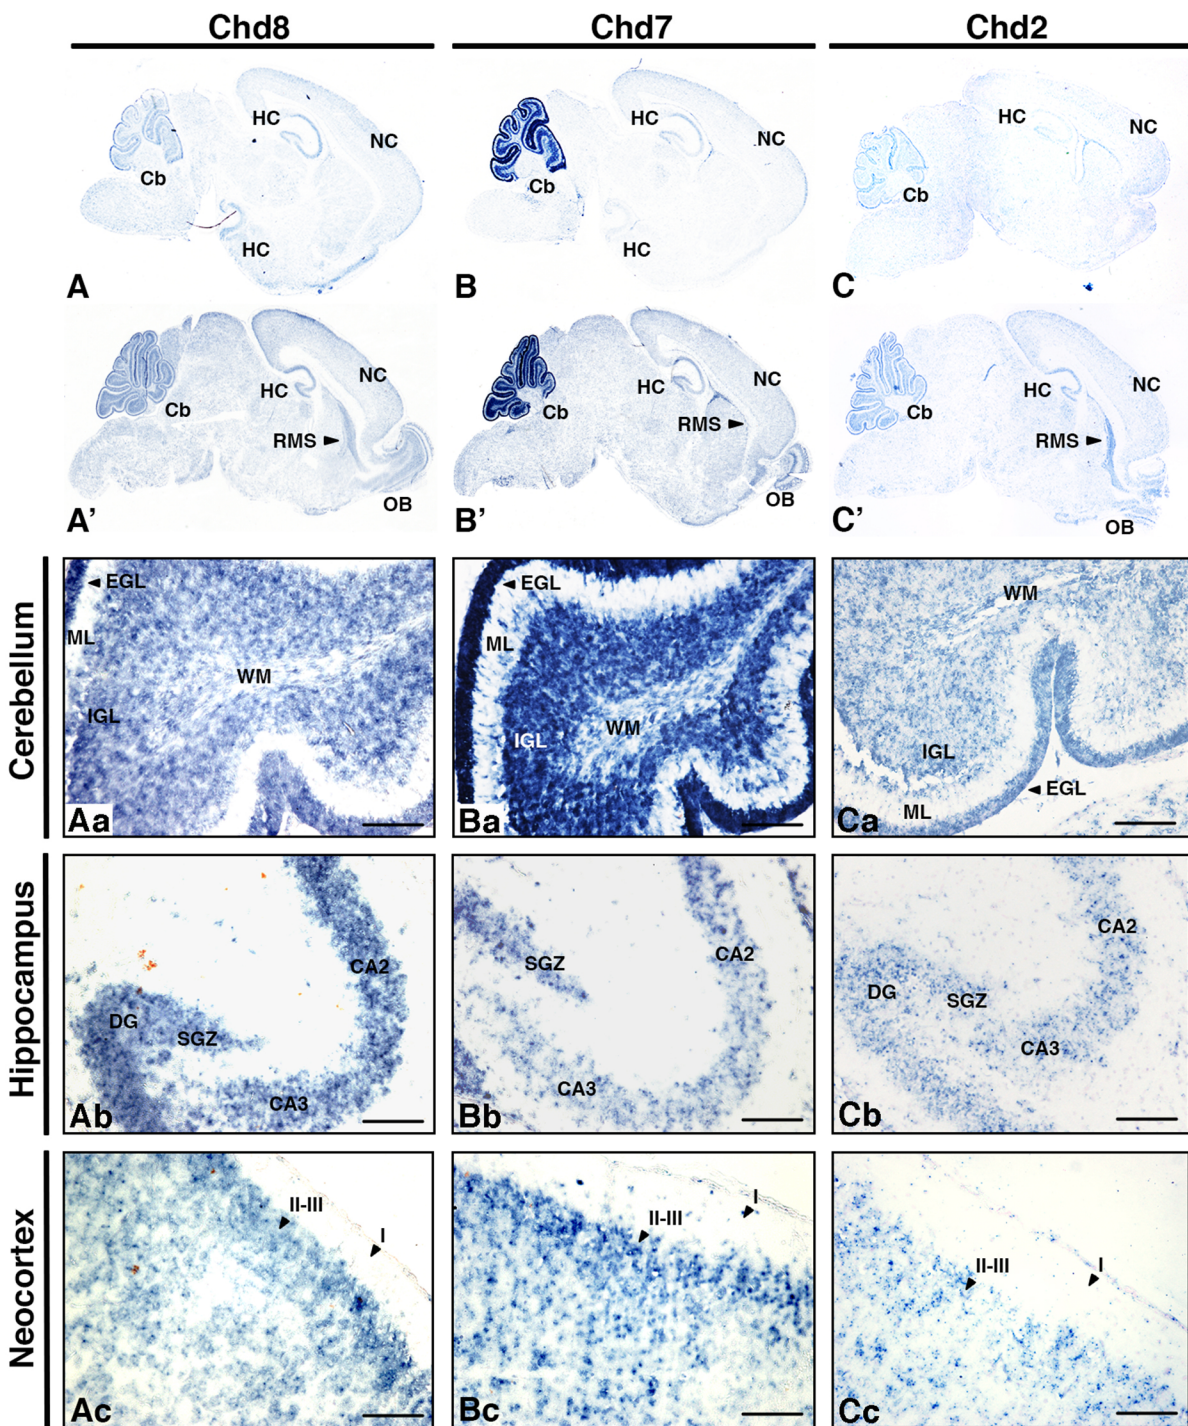 Chd8 Chd7 Chd2
HC NC Cb HC A
HC NC Cb HC B
HC NC Cb C
HC NC Cb RMS OB A'
HC NC Cb RMS OB B'
HC NC Cb RMS OB C'
Cerebellum
EGL ML WM IGL Aa
EGL ML WM IGL Ba
WM IGL EGL ML Ca
Hippocampus
CA2 DG SGZ CA3 Ab
SGZ CA2 CA3 Bb
CA2 DG SGZ CA3 Cb
Neocortex
II-III I Ac
I II-III Bc
II-III I Cc